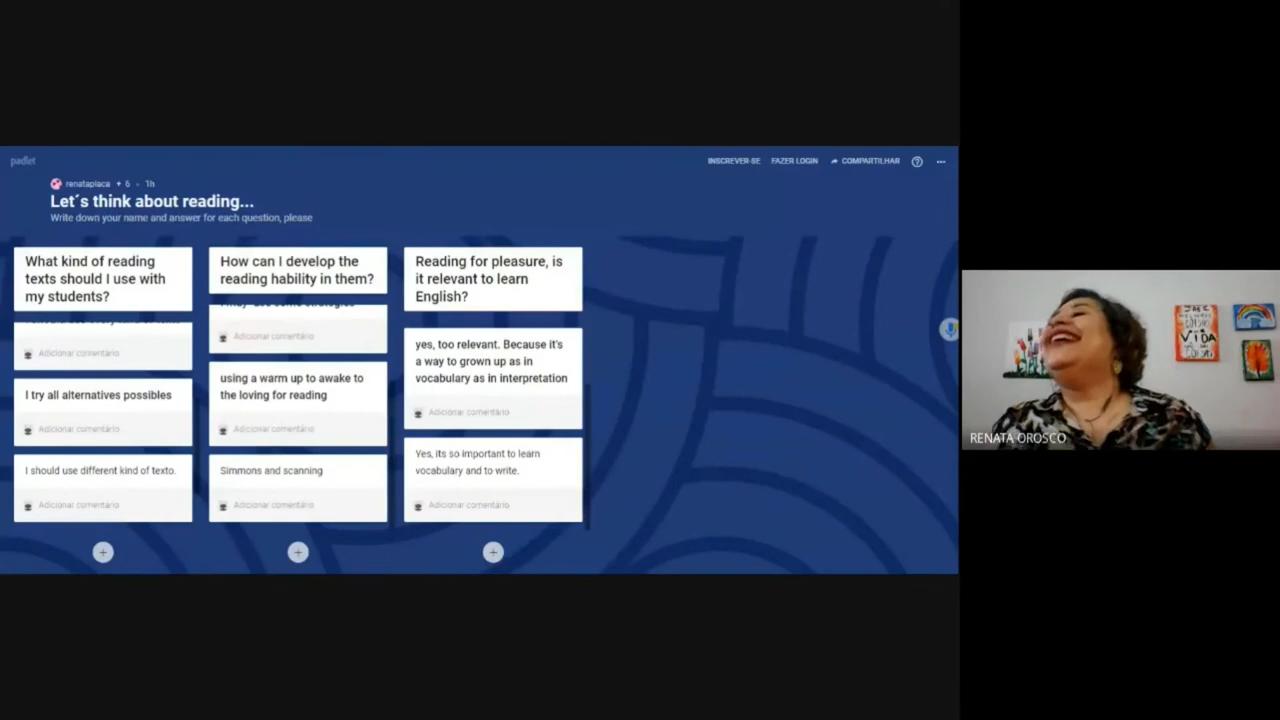 padlet
INSCREVER-SE FAZER LOGIN COMPARTILHAR
renatapiaca + 6 • 1h
Let´s think about reading...
Write down your name and answer for each question, please
What kind of reading
texts should I use with
my students?
Adicionar comentário
I try all alternatives possibles
Adicionar comentário
I should use different kind of texto.
Adicionar comentário
How can I develop the
reading hability in them?
Adicionar comentário
using a warm up to awake to
the loving for reading
Adicionar comentário
Simmons and scanning
Adicionar comentário
Reading for pleasure, is
it relevant to learn
English?
yes, too relevant. Because it's
a way to grown up as in
vocabulary as in interpretation
Adicionar comentário
Yes, its so important to learn
vocabulary and to write.
Adicionar comentário
VIDA
RENATA OROSCO